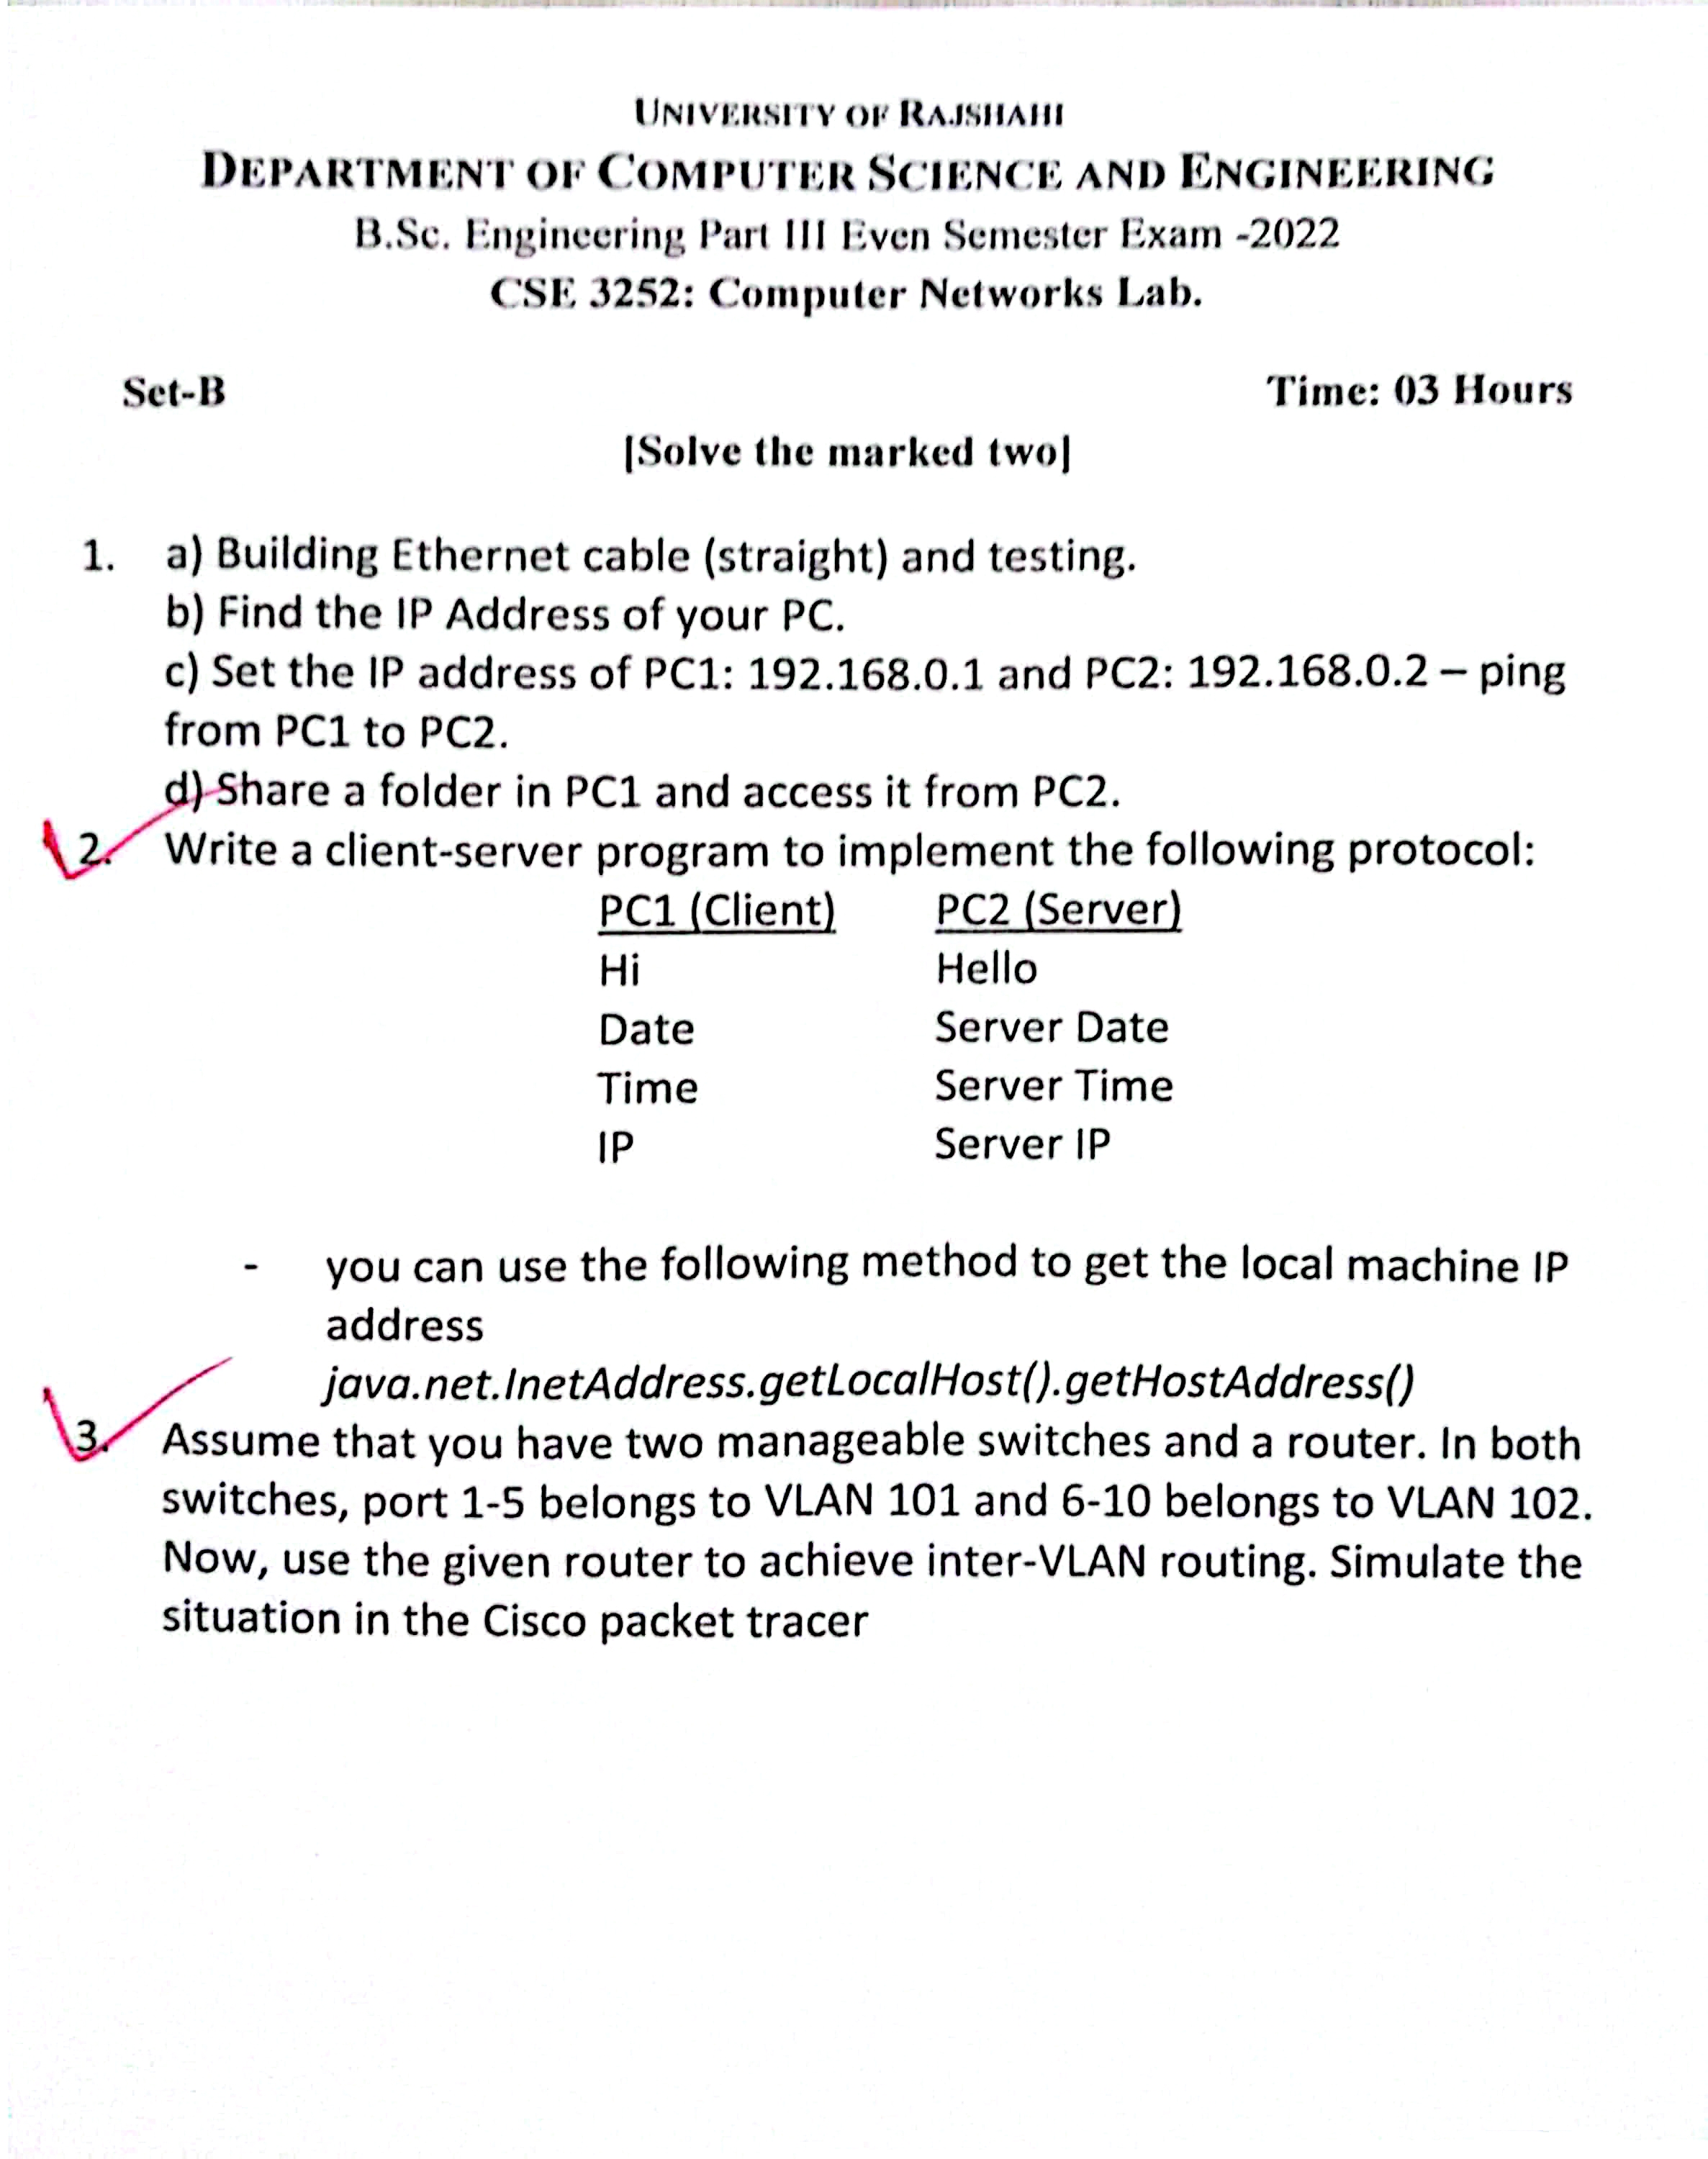 UNIVERSITY OF RAJSHAHI
DEPARTMENT OF COMPUTER SCIENCE AND ENGINEERING
B.Sc. Engineering Part III Even Semester Exam -2022
CSE 3252: Computer Networks Lab.
Set-B Time: 03 Hours
[Solve the marked two]
1. a) Building Ethernet cable (straight) and testing.
b) Find the IP Address of your PC.
c) Set the IP address of PC1: 192.168.0.1 and PC2: 192.168.0.2 – ping
from PC1 to PC2.
d) Share a folder in PC1 and access it from PC2.
2. Write a client-server program to implement the following protocol:
PC1 (Client) PC2 (Server)
Hi Hello
Date Server Date
Time Server Time
IP Server IP
- you can use the following method to get the local machine IP
address
java.net.InetAddress.getLocalHost().getHostAddress()
3. Assume that you have two manageable switches and a router. In both
switches, port 1-5 belongs to VLAN 101 and 6-10 belongs to VLAN 102.
Now, use the given router to achieve inter-VLAN routing. Simulate the
situation in the Cisco packet tracer